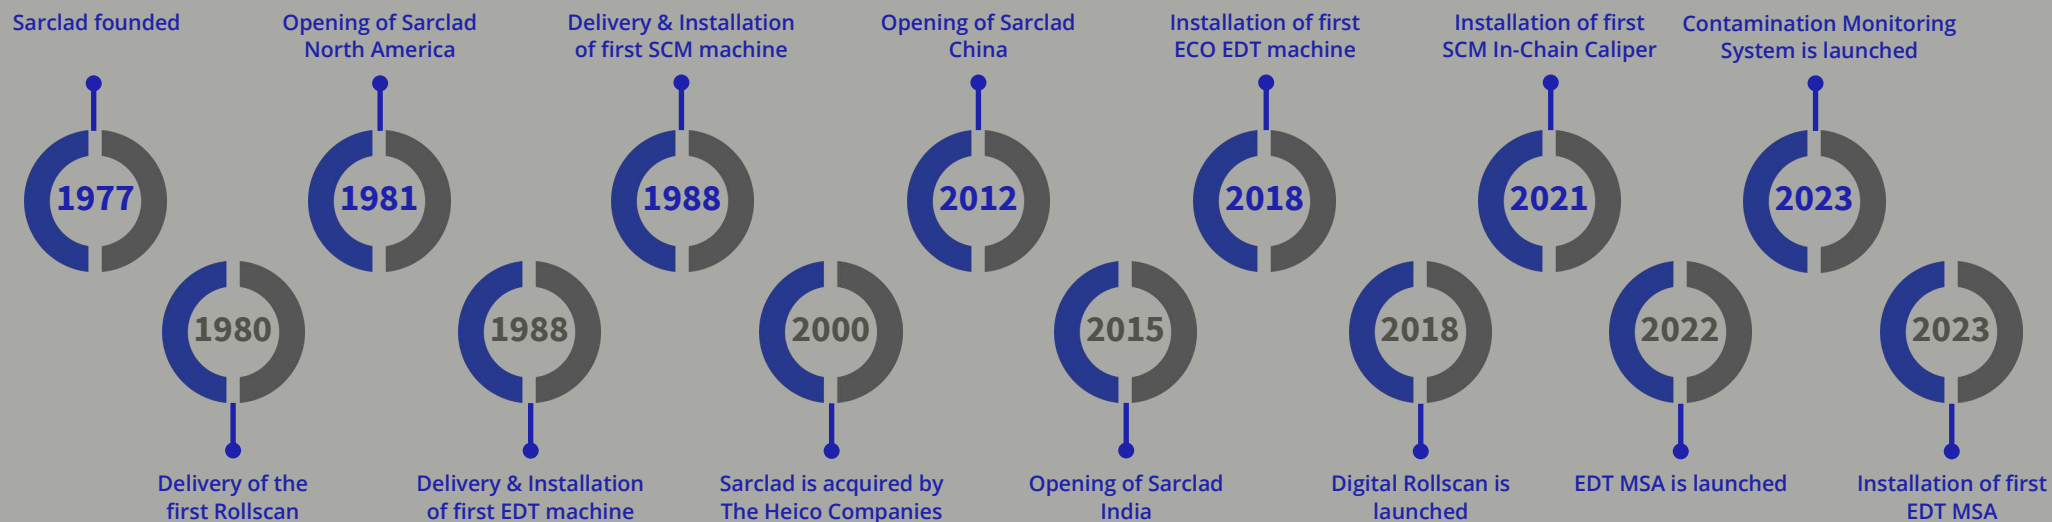 Sarclad founded
1977
1980
Delivery of the
first Rollscan
Opening of Sarclad
North America
1981
1988
Delivery & Installation
of first EDT machine
Delivery & Installation
of first SCM machine
1988
2000
Sarclad is acquired by
The Heico Companies
Opening of Sarclad
China
2012
2015
Opening of Sarclad
India
Installation of first
ECO EDT machine
2018
2018
Digital Rollscan is
launched
Installation of first
SCM In-Chain Caliper
2021
2022
EDT MSA is launched
Contamination Monitoring
System is launched
2023
2023
Installation of first
EDT MSA